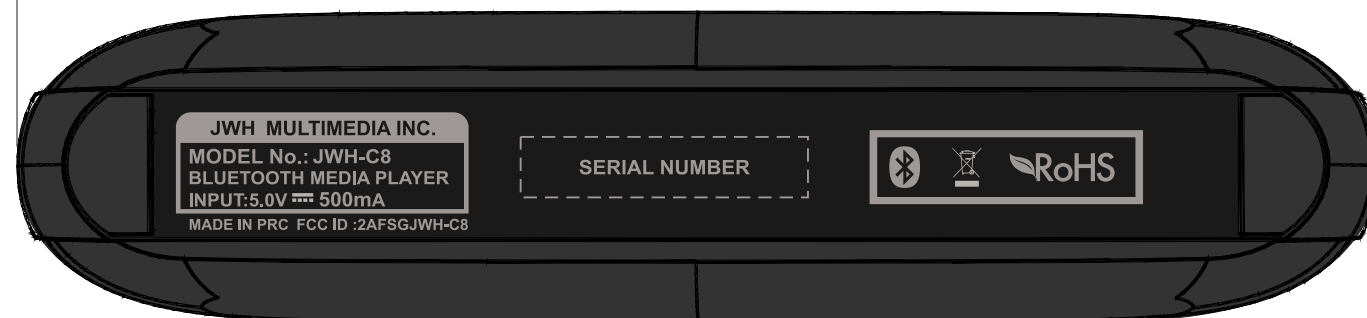 JWH MULTIMEDIA INC.
MODEL No.: JWH-C8
BLUETOOTH MEDIA PLAYER
INPUT:5.0V ⎓ 500mA
MADE IN PRC FCC ID :2AFSGJWH-C8
SERIAL NUMBER
RoHS